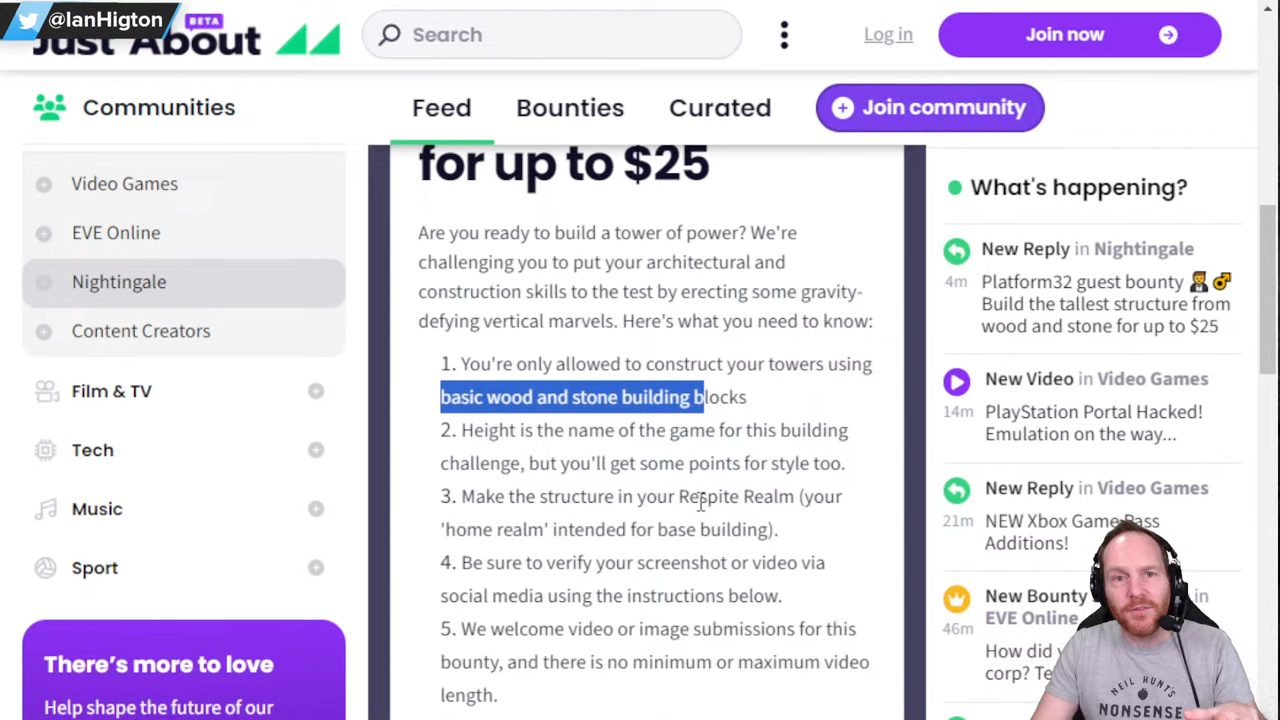 @IanHigton
BETA
Just About
Search
Log in
Join now
Communities
Feed
Bounties
Curated
Join community
Video Games
EVE Online
Nightingale
Content Creators
Film & TV
Tech
Music
Sport
There's more to love
Help shape the future of our
for up to $25
Are you ready to build a tower of power? We're
challenging you to put your architectural and
construction skills to the test by erecting some gravity-
defying vertical marvels. Here's what you need to know:
1. You're only allowed to construct your towers using
basic wood and stone building blocks
2. Height is the name of the game for this building
challenge, but you'll get some points for style too.
3. Make the structure in your Respite Realm (your
'home realm' intended for base building).
4. Be sure to verify your screenshot or video via
social media using the instructions below.
5. We welcome video or image submissions for this
bounty, and there is no minimum or maximum video
length.
What's happening?
New Reply in Nightingale
4m
Platform32 guest bounty
Build the tallest structure from
wood and stone for up to $25
New Video in Video Games
14m
PlayStation Portal Hacked!
Emulation on the way...
New Reply in Video Games
21m
NEW Xbox Game Pass
Additions!
New Bounty in
46m
EVE Online
How did
corp?
NEIL HUNT'S
NONSENSE